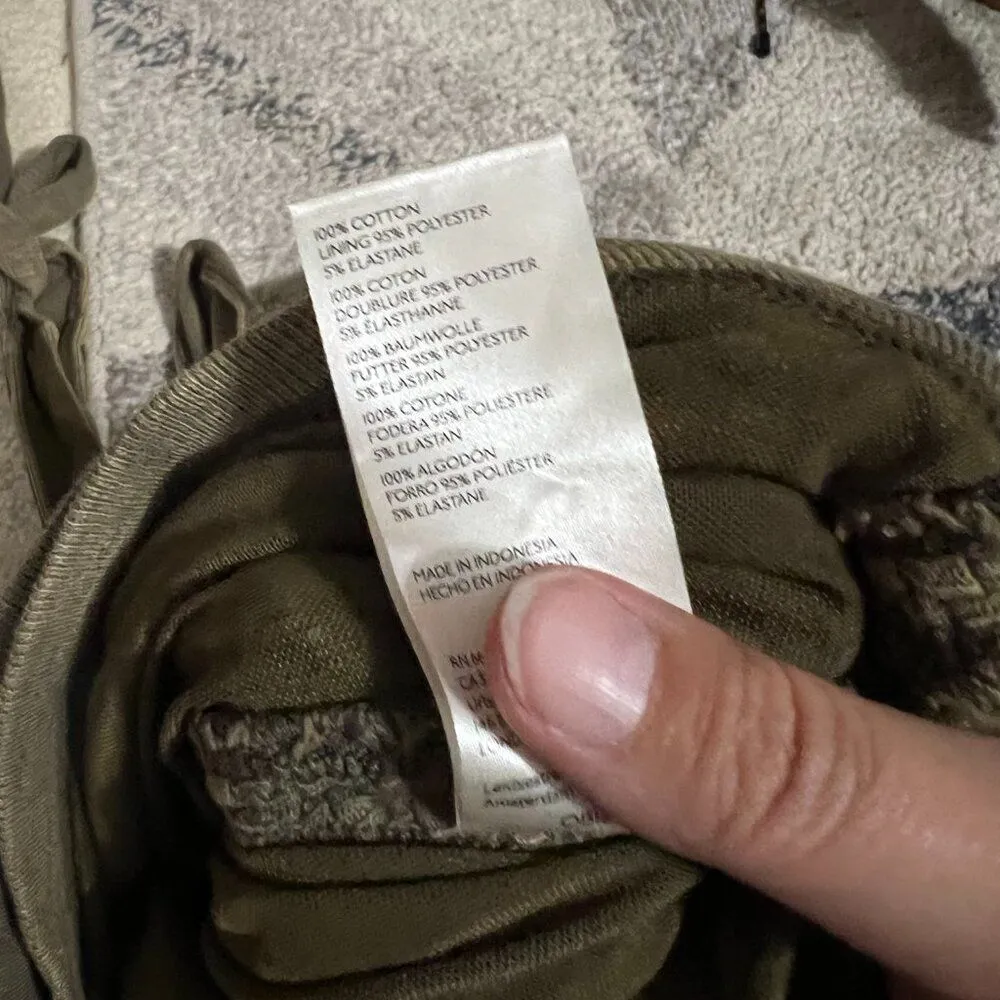 100% COTTON
LINING 95% POLYESTER
5% ELASTANE
100% COTON
DOUBLURE 95% POLYESTER
5% ÉLASTHANNE
100% BAUMWOLLE
FUTTER 95% POLYESTER
5% ELASTAN
100% COTONE
FODERA 95% POLIESTERE
5% ELASTAN
100% ALGODÓN
FORRO 95% POLIÉSTER
5% ELASTANE
MADE IN INDONESIA
HECHO EN INDONESIA
RN